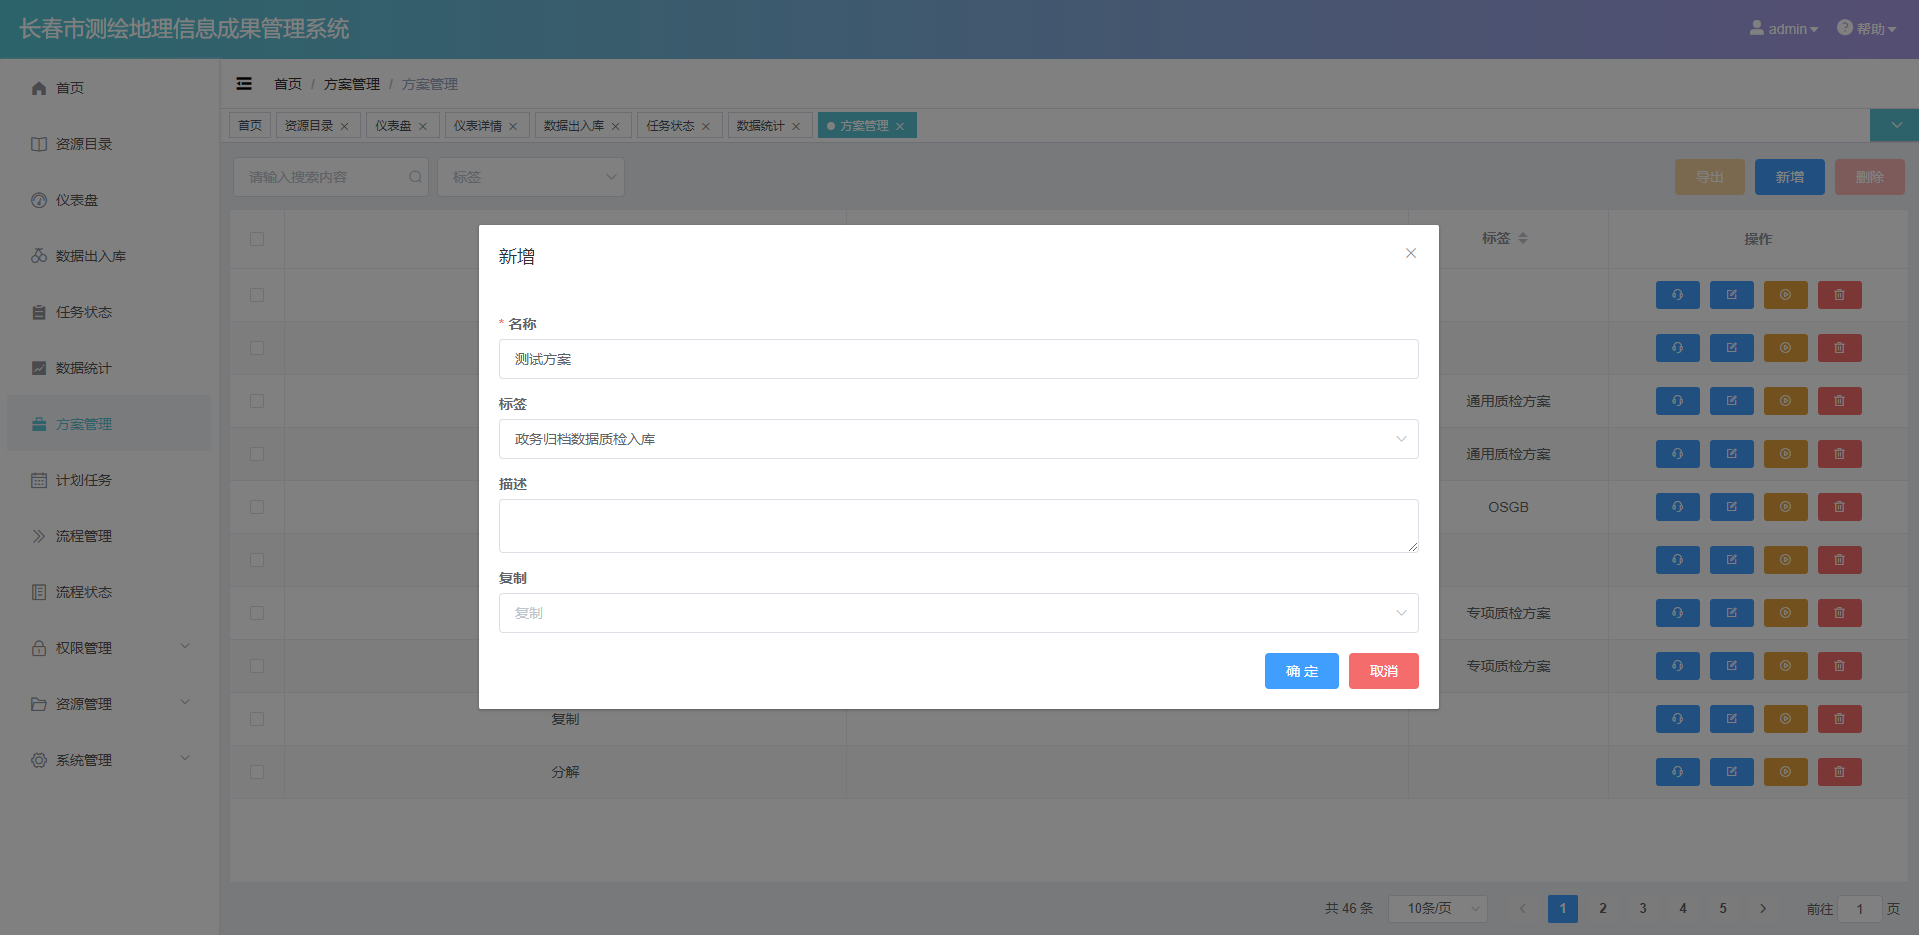 长春市测绘地理信息成果管理系统
admin
帮助
首页
资源目录
仪表盘
数据出入库
任务状态
数据统计
方案管理
计划任务
流程管理
流程状态
权限管理
资源管理
系统管理
首页 / 方案管理 / 方案管理
首页 资源目录 仪表盘 仪表详情 数据出入库 任务状态 数据统计 方案管理
请输入搜索内容 标签 导出 新增 删除
标签 操作
通用质检方案
通用质检方案
OSGB
专项质检方案
专项质检方案
复制
分解
新增
* 名称
测试方案
标签
政务归档数据质检入库
描述
复制
复制
确 定 取消
共 46 条 10条/页 1 2 3 4 5 前往 1 页